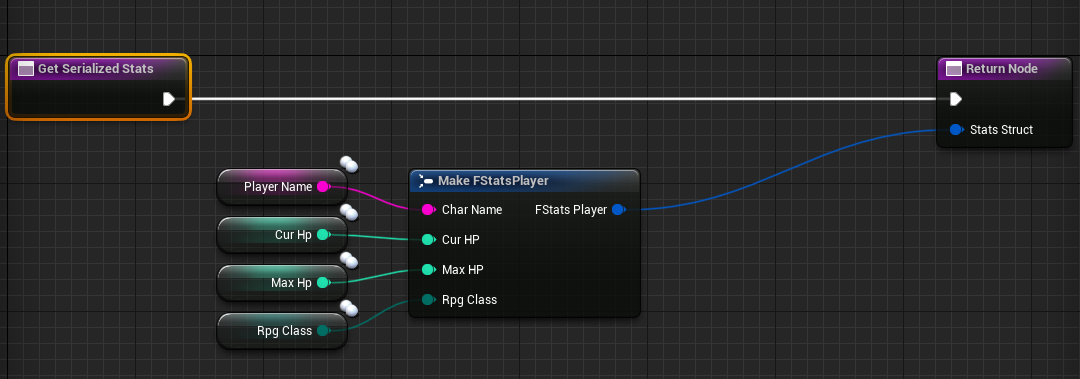 Get Serialized Stats
Return Node
Stats Struct
Player Name
Cur Hp
Max Hp
Rpg Class
Make FStatsPlayer
Char Name
FStats Player
Cur HP
Max HP
Rpg Class